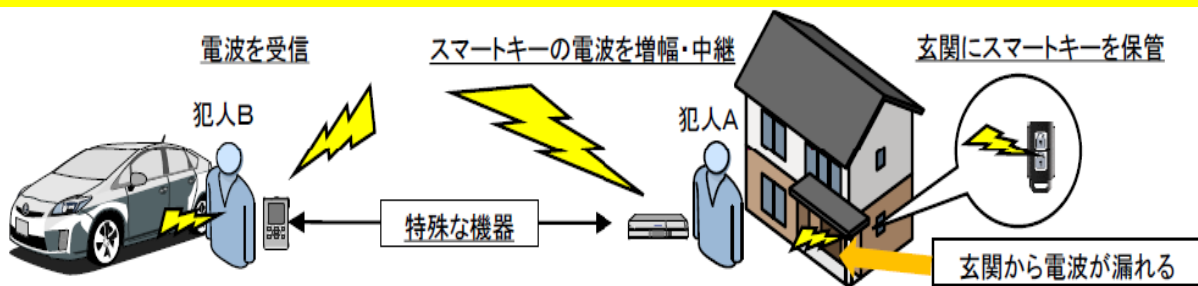 電波を受信
スマートキーの電波を増幅・中継
玄関にスマートキーを保管
犯人B
犯人A
特殊な機器
玄関から電波が漏れる